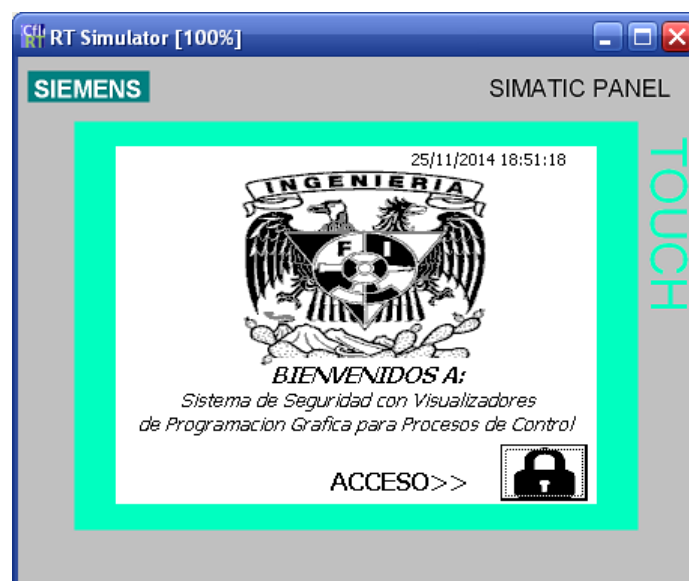 RT Simulator [100%]
SIEMENS
SIMATIC PANEL
TOUCH
25/11/2014 18:51:18
INGENIERIA
F I
BIENVENIDOS A:
Sistema de Seguridad con Visualizadores
de Programacion Grafica para Procesos de Control
ACCESO>>